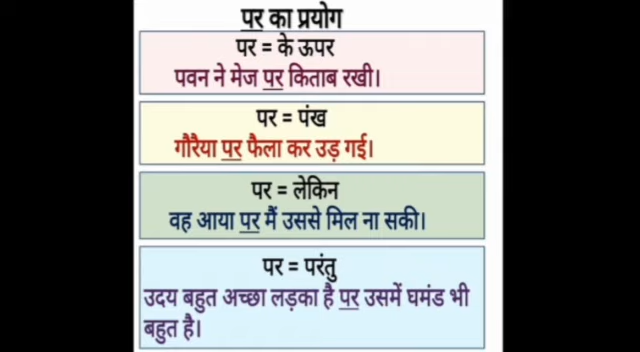 पर का प्रयोग
पर = के ऊपर
पवन ने मेज पर किताब रखी।
पर = पंख
गौरैया पर फैला कर उड़ गई।
पर = लेकिन
वह आया पर मैं उससे मिल ना सकी।
पर = परंतु
उदय बहुत अच्छा लड़का है पर उसमें घमंड भी
बहुत है।